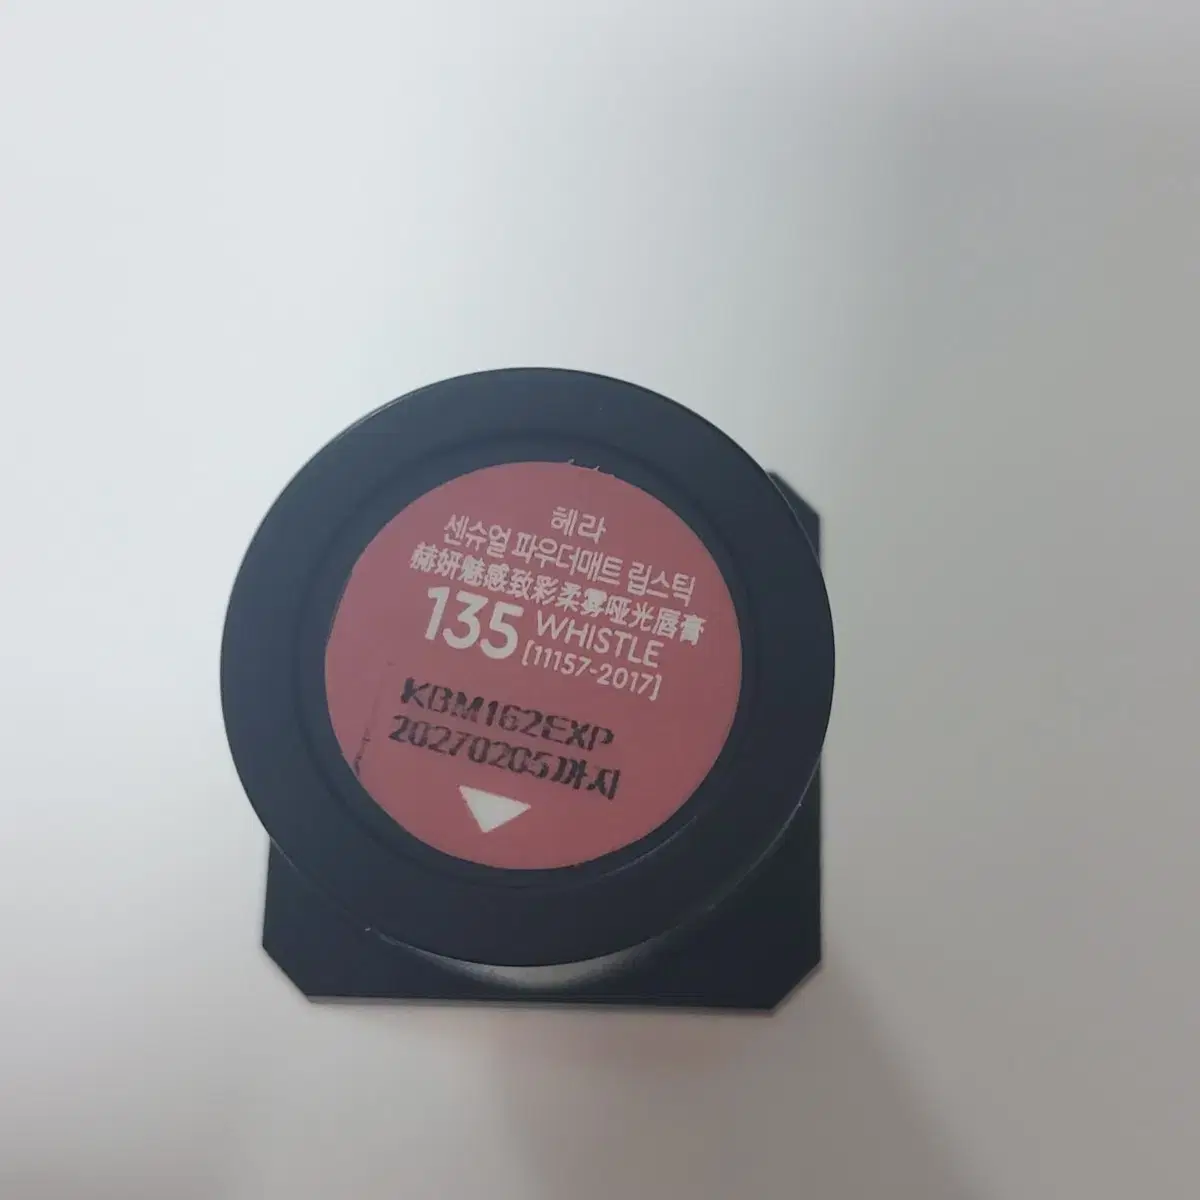 헤라
센슈얼 파우더매트 립스틱
赫妍魅感致彩柔雾哑光唇膏
135 WHISTLE
[11157-2017]
KBM162EXP
20270205까지